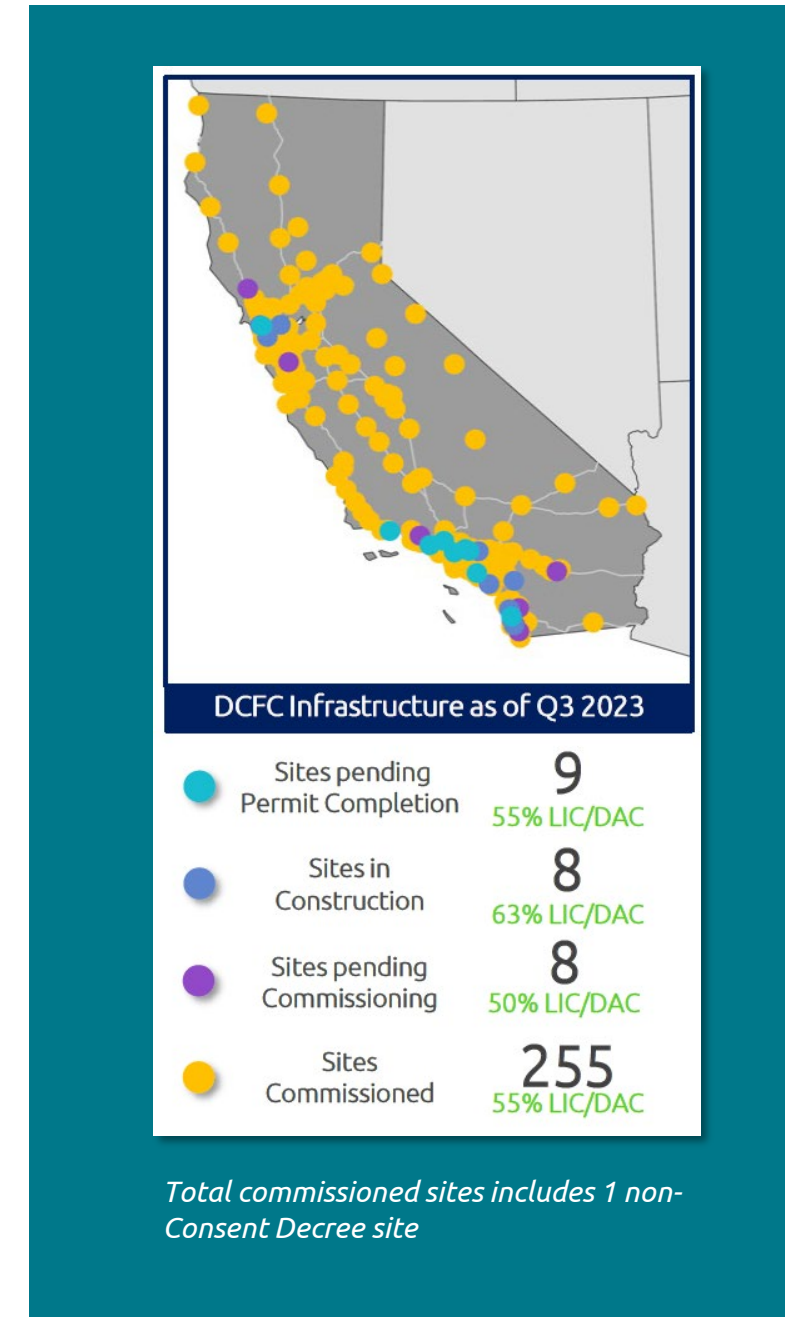 DCFC Infrastructure as of Q3 2023
Sites pending
Permit Completion
9
55% LIC/DAC
Sites in
Construction
8
63% LIC/DAC
Sites pending
Commissioning
8
50% LIC/DAC
Sites
Commissioned
255
55% LIC/DAC
Total commissioned sites includes 1 non-
Consent Decree site